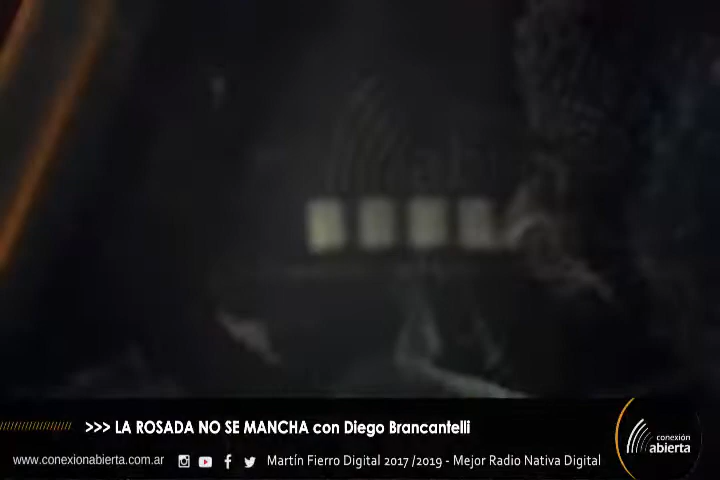 >>> LA ROSADA NO SE MANCHA con Diego Brancantelli
conexión
abierta
www.conexionabierta.com.ar
Martín Fierro Digital 2017 /2019 - Mejor Radio Nativa Digital